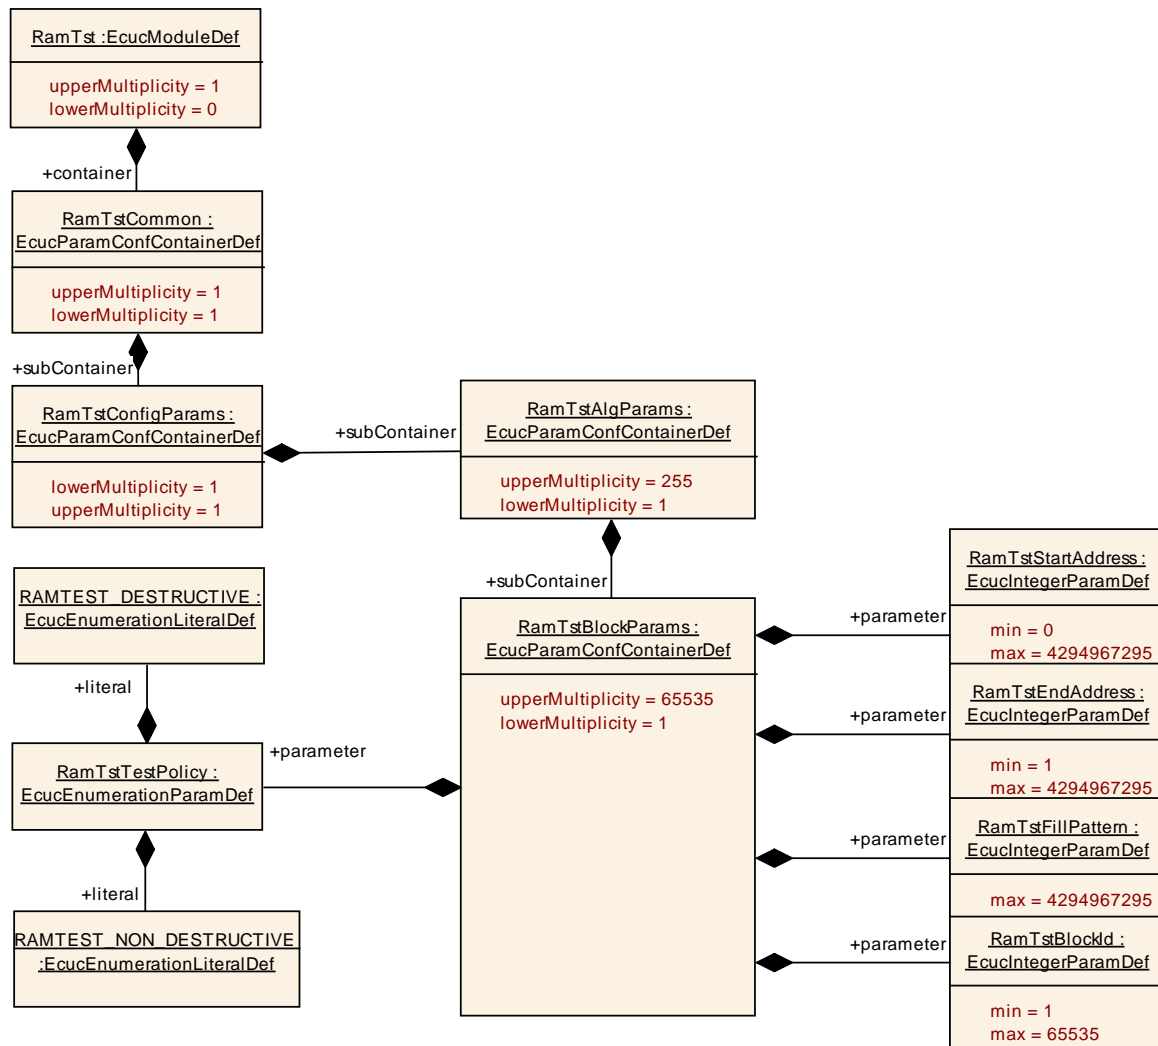 RamTst :EcucModuleDef
upperMultiplicity = 1
lowerMultiplicity = 0
+container
RamTstCommon :
EcucParamConfContainerDef
upperMultiplicity = 1
lowerMultiplicity = 1
+subContainer
RamTstConfigParams :
EcucParamConfContainerDef
lowerMultiplicity = 1
upperMultiplicity = 1
+subContainer
RamTstAlgParams :
EcucParamConfContainerDef
upperMultiplicity = 255
lowerMultiplicity = 1
+subContainer
RamTstBlockParams :
EcucParamConfContainerDef
upperMultiplicity = 65535
lowerMultiplicity = 1
RAMTEST_DESTRUCTIVE :
EcucEnumerationLiteralDef
+literal
+parameter
RamTstTestPolicy :
EcucEnumerationParamDef
+literal
RAMTEST_NON_DESTRUCTIVE
:EcucEnumerationLiteralDef
+parameter
RamTstStartAddress :
EcucIntegerParamDef
min = 0
max = 4294967295
+parameter
RamTstEndAddress :
EcucIntegerParamDef
min = 1
max = 4294967295
+parameter
RamTstFillPattern :
EcucIntegerParamDef
max = 4294967295
+parameter
RamTstBlockId :
EcucIntegerParamDef
min = 1
max = 65535